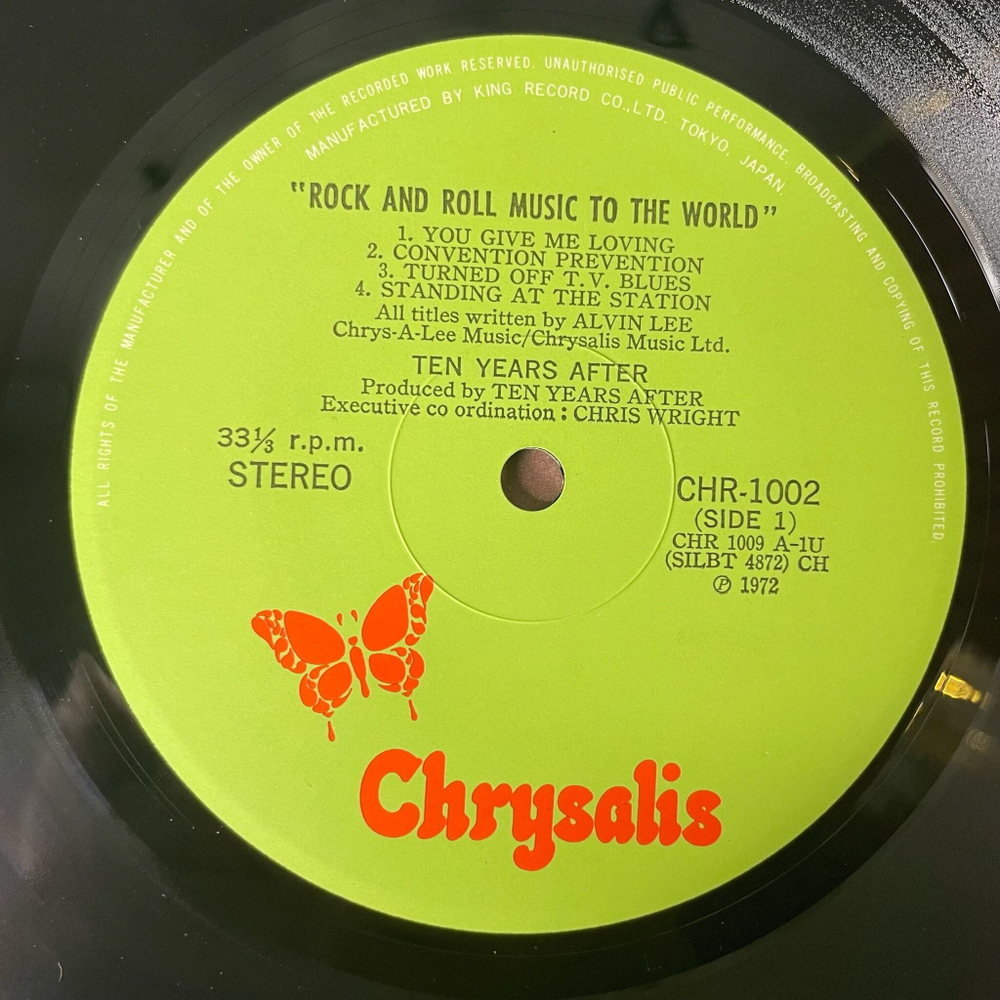 ALL RIGHTS OF THE MANUFACTURER AND OF THE OWNER OF THE RECORDED WORK RESERVED. UNAUTHORISED PUBLIC PERFORMANCE, BROADCASTING AND COPYING OF THIS RECORD PROHIBITED.
MANUFACTURED BY KING RECORD CO.,LTD. TOKYO, JAPAN.
"ROCK AND ROLL MUSIC TO THE WORLD"
1. YOU GIVE ME LOVING
2. CONVENTION PREVENTION
3. TURNED OFF T.V. BLUES
4. STANDING AT THE STATION
All titles written by ALVIN LEE
Chrys-A-Lee Music/Chrysalis Music Ltd.
TEN YEARS AFTER
Produced by TEN YEARS AFTER
Executive co ordination : CHRIS WRIGHT
33⅓ r.p.m.
STEREO
CHR-1002
(SIDE 1)
CHR 1009 A-1U
(SILBT 4872) CH
Ⓟ 1972
Chrysalis